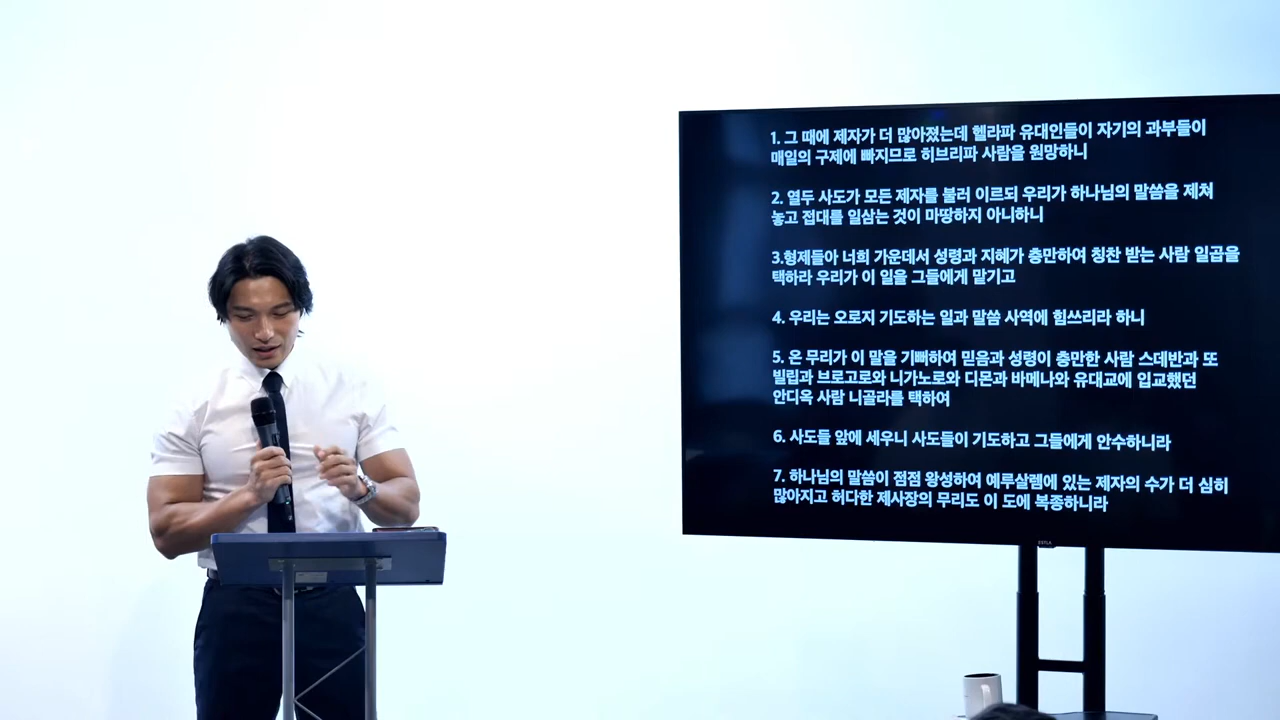 1. 그 때에 제자가 더 많아졌는데 헬라파 유대인들이 자기의 과부들이
매일의 구제에 빠지므로 히브리파 사람을 원망하니
2. 열두 사도가 모든 제자를 불러 이르되 우리가 하나님의 말씀을 제쳐
놓고 접대를 일삼는 것이 마땅하지 아니하니
3.형제들아 너희 가운데서 성령과 지혜가 충만하여 칭찬 받는 사람 일곱을
택하라 우리가 이 일을 그들에게 맡기고
4. 우리는 오로지 기도하는 일과 말씀 사역에 힘쓰리라 하니
5. 온 무리가 이 말을 기뻐하여 믿음과 성령이 충만한 사람 스데반과 또
빌립과 브로고로와 니가노로와 디몬과 바메나와 유대교에 입교했던
안디옥 사람 니골라를 택하여
6. 사도들 앞에 세우니 사도들이 기도하고 그들에게 안수하니라
7. 하나님의 말씀이 점점 왕성하여 예루살렘에 있는 제자의 수가 더 심히
많아지고 허다한 제사장의 무리도 이 도에 복종하니라